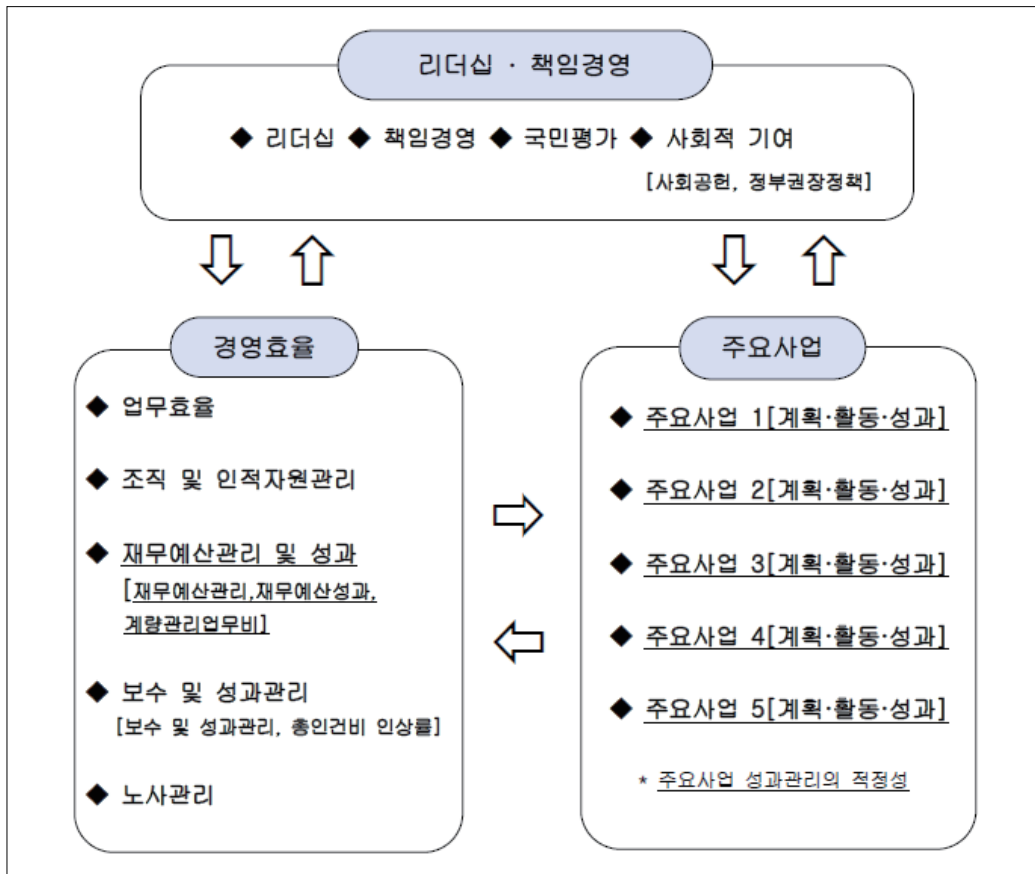 리더십 · 책임경영
◆ 리더십 ◆ 책임경영 ◆ 국민평가 ◆ 사회적 기여
[사회공헌, 정부권장정책]
경영효율
◆ 업무효율
◆ 조직 및 인적자원관리
◆ 재무예산관리 및 성과
[재무예산관리,재무예산성과,
계량관리업무비]
◆ 보수 및 성과관리
[보수 및 성과관리, 총인건비 인상률]
◆ 노사관리
주요사업
◆ 주요사업 1[계획·활동·성과]
◆ 주요사업 2[계획·활동·성과]
◆ 주요사업 3[계획·활동·성과]
◆ 주요사업 4[계획·활동·성과]
◆ 주요사업 5[계획·활동·성과]
* 주요사업 성과관리의 적정성